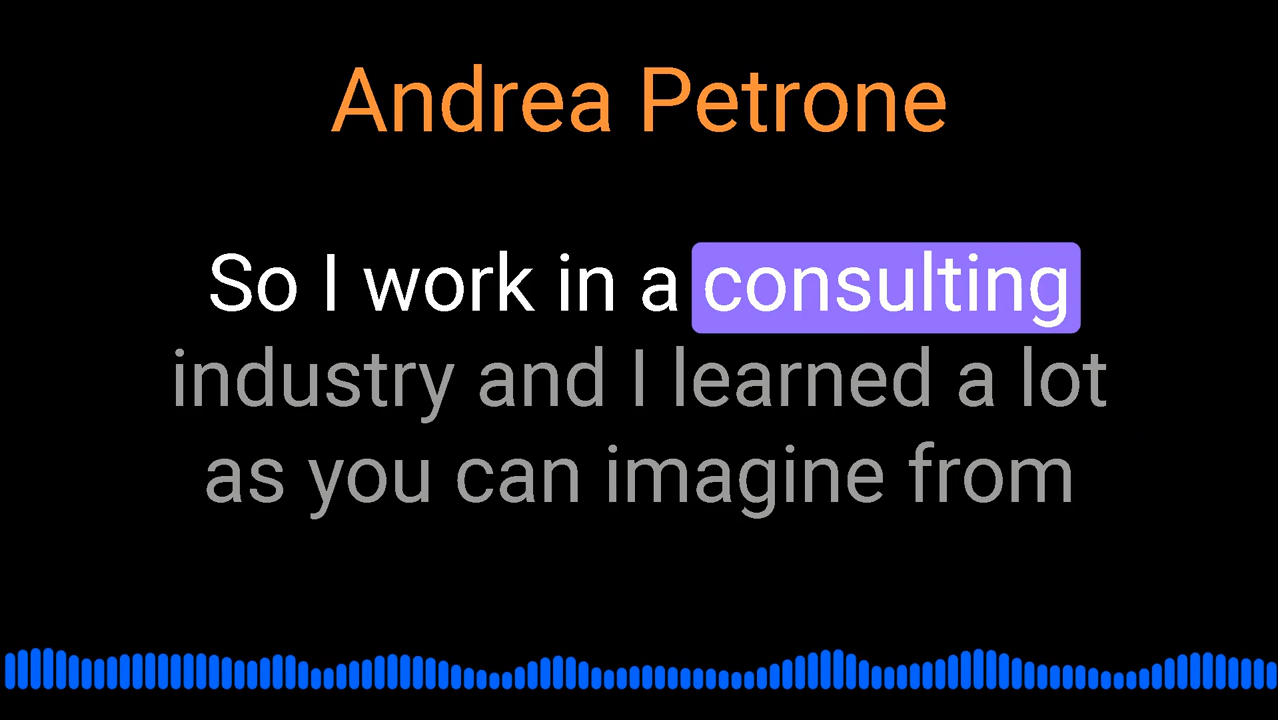 Andrea Petrone
So I work in a consulting
industry and I learned a lot
as you can imagine from